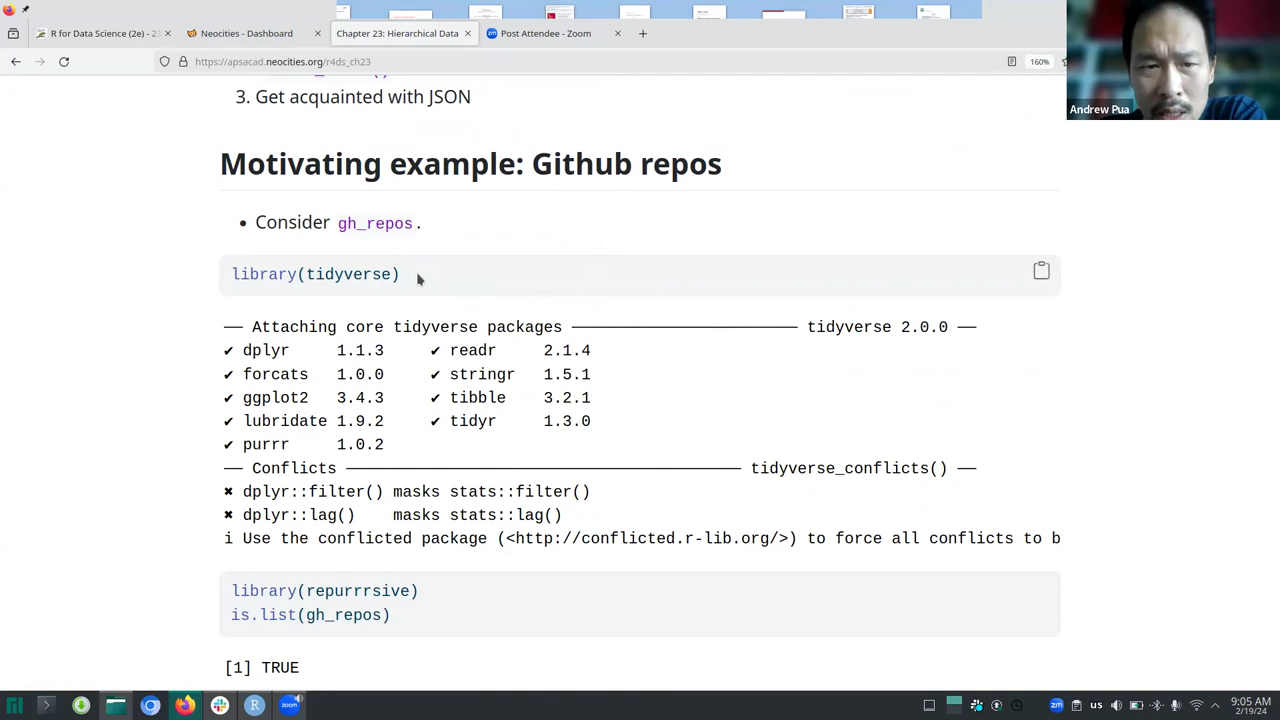 R for Data Science (2e) - 23
Neocities - Dashboard
Chapter 23: Hierarchical Data
Post Attendee - Zoom
https://apsacad.neocities.org/r4ds_ch23
160%
Andrew Pua
3. Get acquainted with JSON
Motivating example: Github repos
• Consider gh_repos.
library(tidyverse)
── Attaching core tidyverse packages ──────────────────────── tidyverse 2.0.0 ──
✔ dplyr     1.1.3     ✔ readr     2.1.4
✔ forcats   1.0.0     ✔ stringr   1.5.1
✔ ggplot2   3.4.3     ✔ tibble    3.2.1
✔ lubridate 1.9.2     ✔ tidyr     1.3.0
✔ purrr     1.0.2
── Conflicts ────────────────────────────────────────── tidyverse_conflicts() ──
✖ dplyr::filter() masks stats::filter()
✖ dplyr::lag()    masks stats::lag()
i Use the conflicted package (<http://conflicted.r-lib.org/>) to force all conflicts to b
library(repurrrsive)
is.list(gh_repos)
[1] TRUE
zm
us
9:05 AM
2/19/24